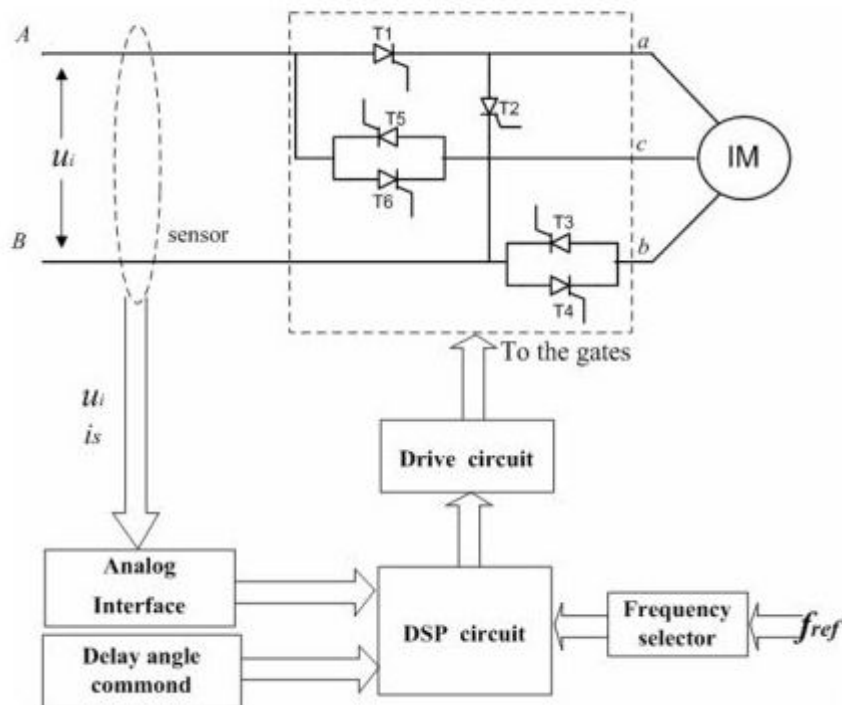 A
T1
a
T2
ui
T5
c
IM
T6
sensor
T3
B
b
T4
To the gates
ui
is
Drive circuit
Analog
Interface
DSP circuit
Frequency
selector
fref
Delay angle
commond